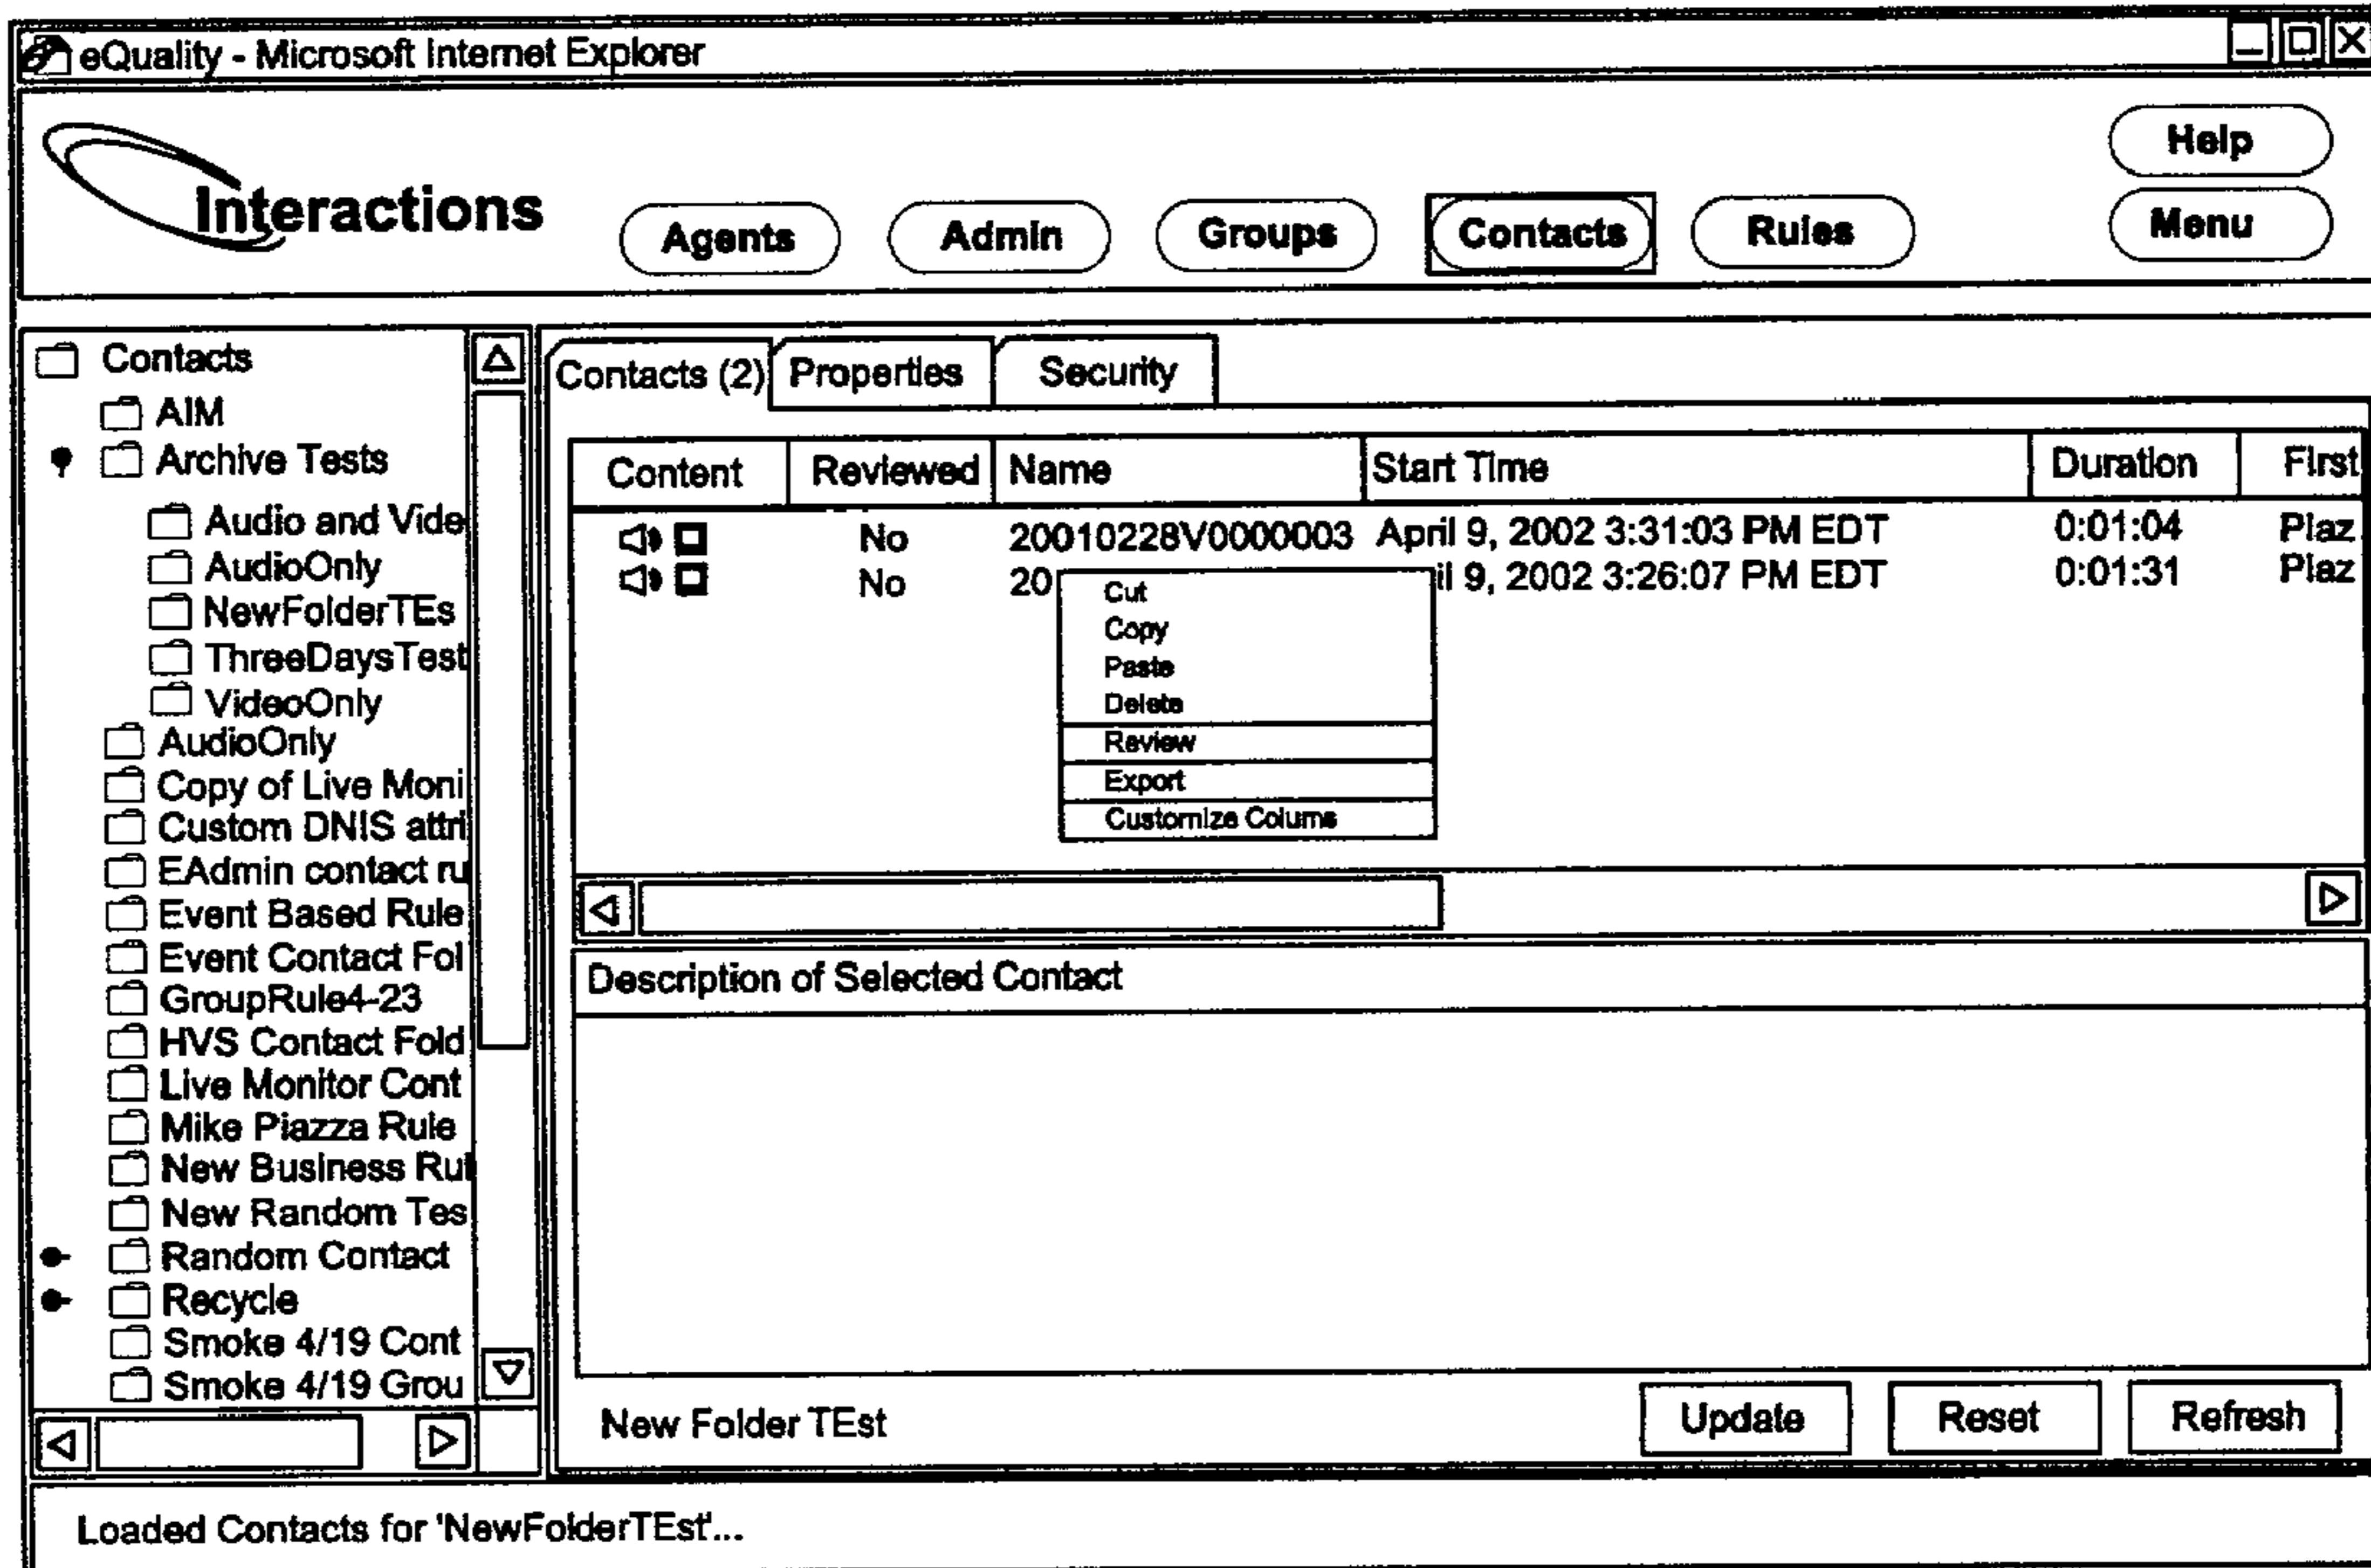 eQuality - Microsoft Internet Explorer
Help
Interactions
Agents Admin Groups Contacts Rules Menu
Contacts
AIM
Archive Tests
Audio and Vide
AudioOnly
NewFolderTEs
ThreeDaysTest
VideoOnly
AudioOnly
Copy of Live Moni
Custom DNIS attri
EAdmin contact ru
Event Based Rule
Event Contact Fol
GroupRule4-23
HVS Contact Fold
Live Monitor Cont
Mike Piazza Rule
New Business Rul
New Random Tes
Random Contact
Recycle
Smoke 4/19 Cont
Smoke 4/19 Grou
Contacts (2) Properties Security
Content Reviewed Name Start Time Duration First
No 20010228V0000003 April 9, 2002 3:31:03 PM EDT 0:01:04 Piaz
No 20 il 9, 2002 3:26:07 PM EDT 0:01:31 Piaz
Cut
Copy
Paste
Delete
Review
Export
Customize Colums
Description of Selected Contact
New Folder TEst Update Reset Refresh
Loaded Contacts for 'NewFolderTEst'...